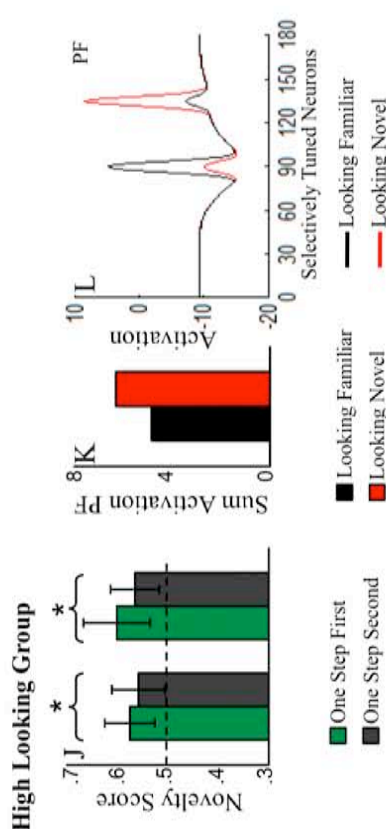 High Looking Group
J
Novelty Score
.7
.6
.5
.3
*
*
One Step First
One Step Second
K
Sum Activation PF
8
4
0
Looking Familiar
Looking Novel
L
PF
Activation
10
0
-10
-20
0 30 60 90 120 150 180
Selectively Tuned Neurons
Looking Familiar
Looking Novel